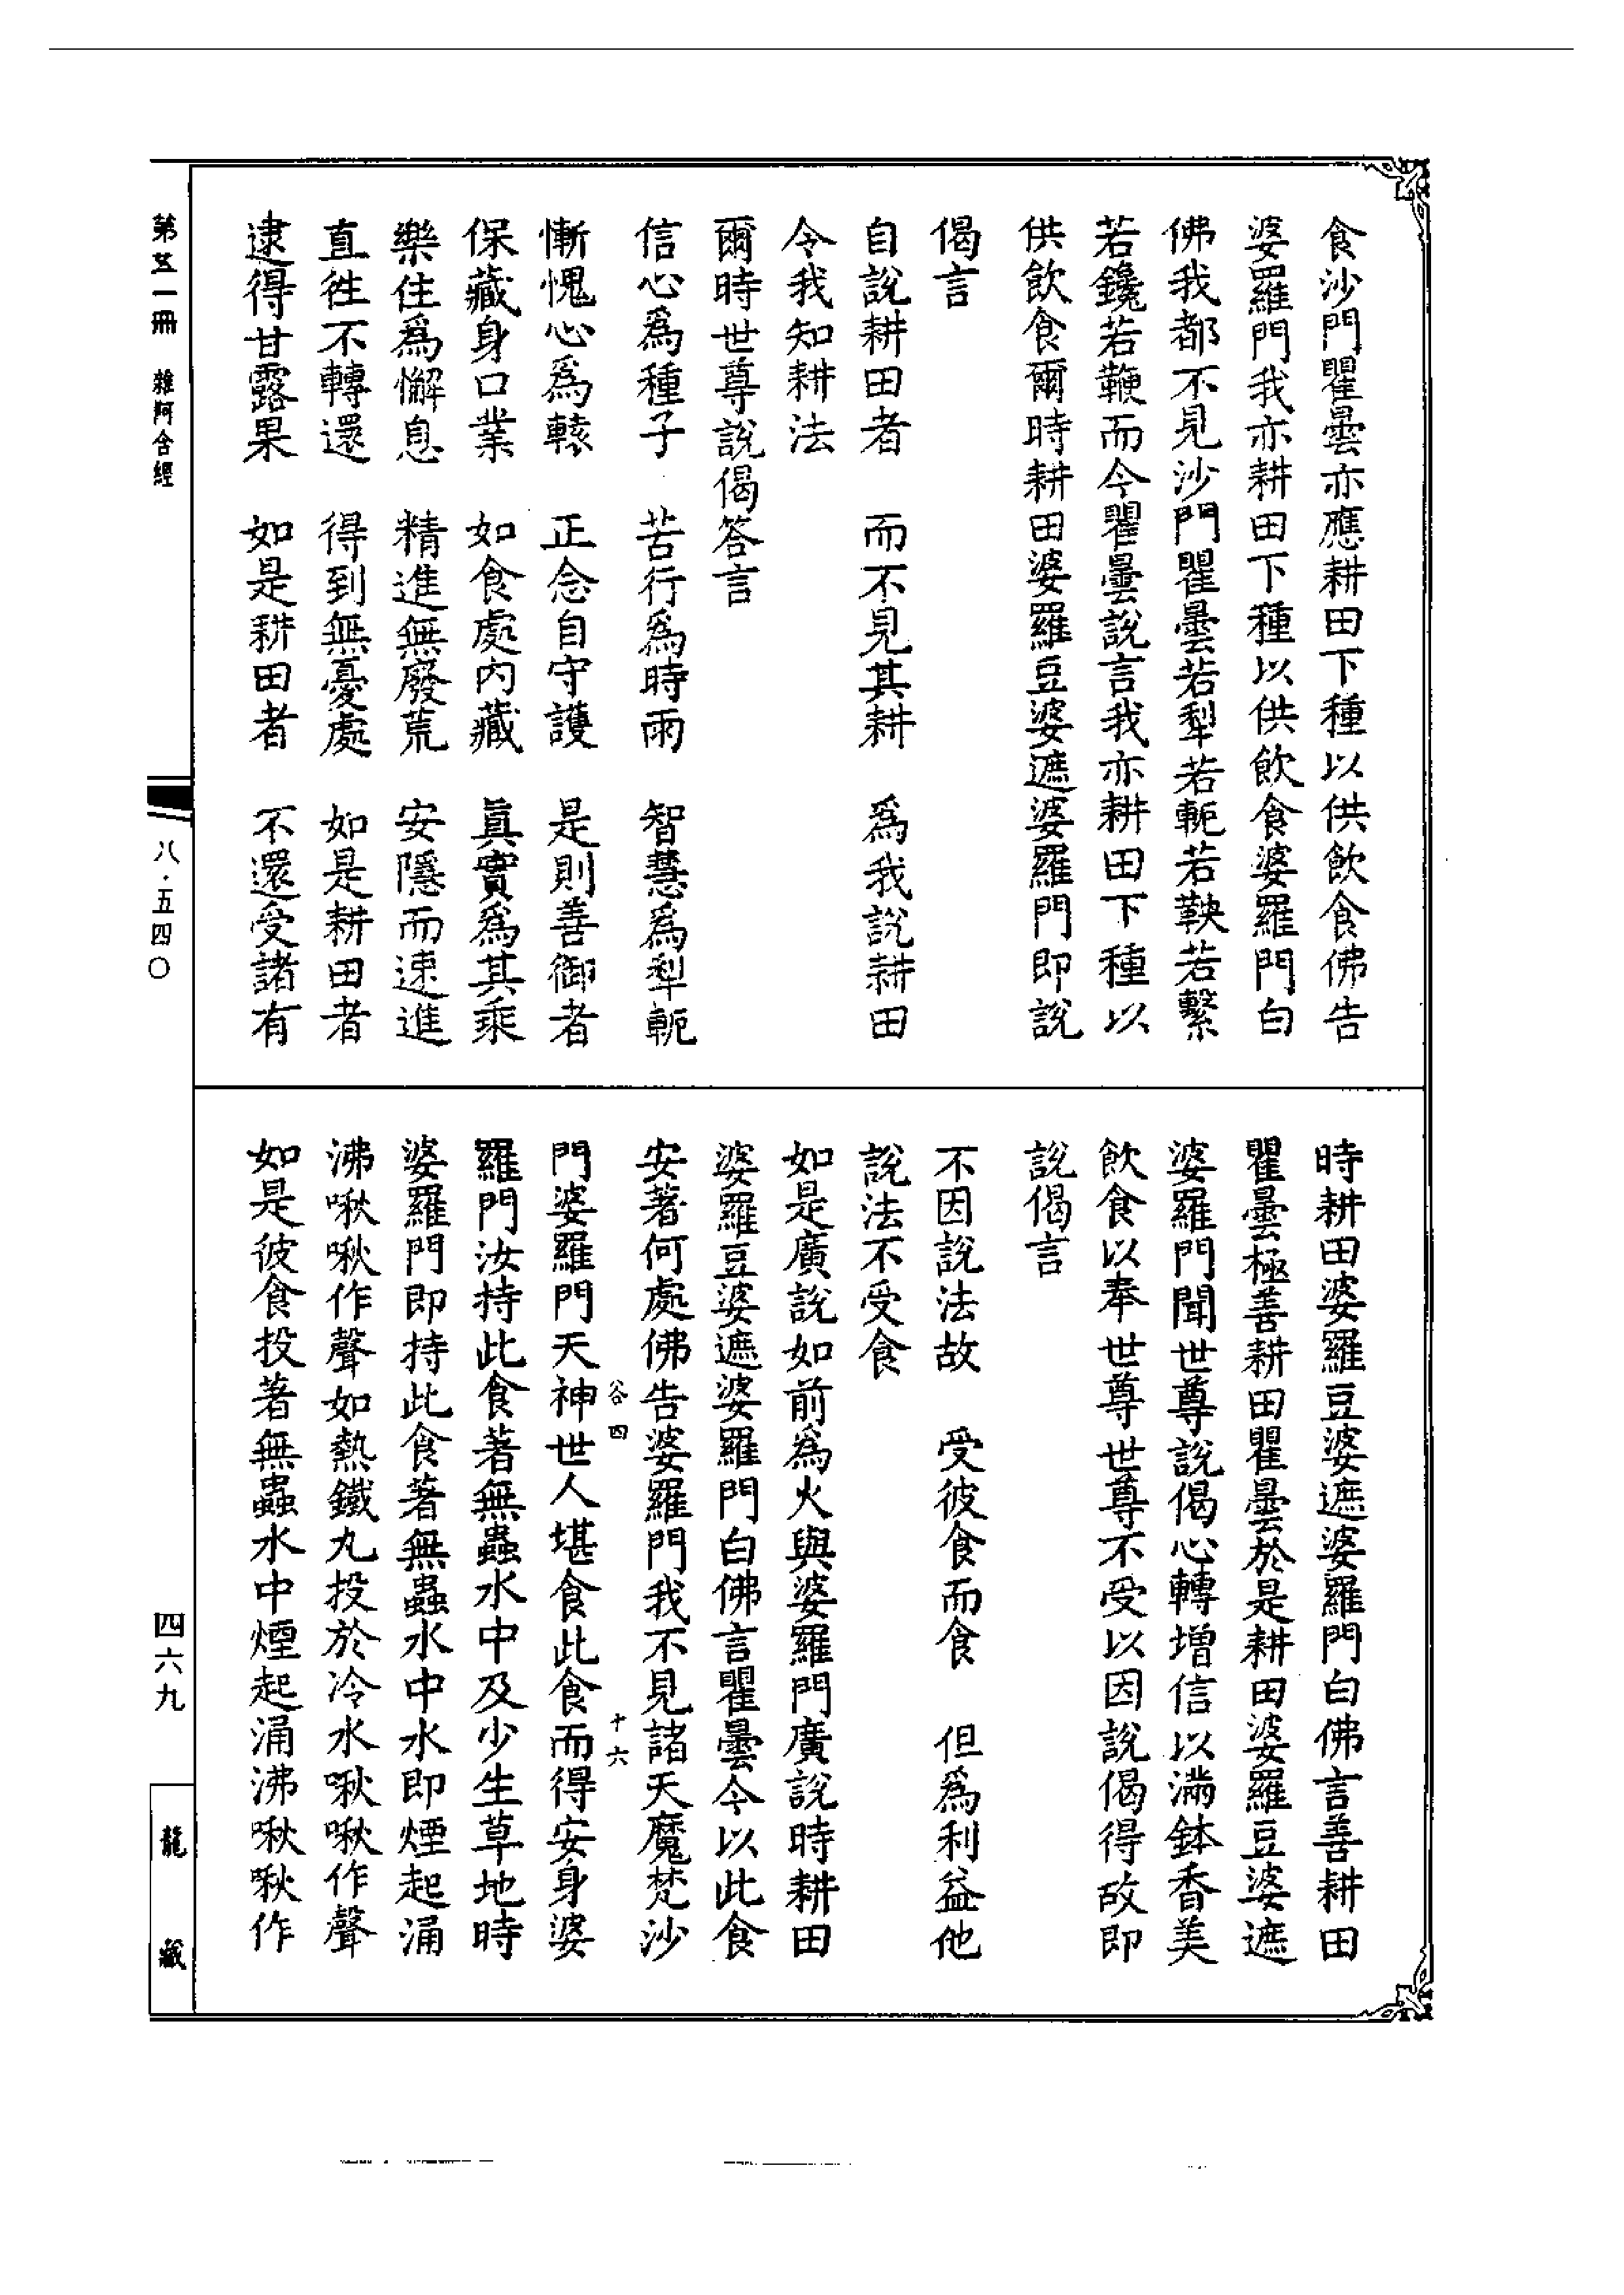 食沙門瞿曇亦應耕田下種以供飲食佛告
婆羅門我亦耕田下種以供飲食婆羅門白
佛我都不見沙門瞿曇若犁若軛若鞅若繫
若鑱若鞭而今瞿曇說言我亦耕田下種以
供飲食爾時耕田婆羅豆婆遮婆羅門即說
偈言
自說耕田者　而不見其耕　為我說耕田
令我知耕法
爾時世尊說偈答言
信心為種子　苦行為時雨　智慧為犁軛
慚愧心為轅　正念自守護　是則善御者
保藏身口業　如食處內藏　真實為其乘
樂住為懈息　精進無廢荒　安隱而速進
直往不轉還　得到無憂處　如是耕田者
逮得甘露果　如是耕田者　不還受諸有
時耕田婆羅豆婆遮婆羅門白佛言善耕田
瞿曇極善耕田瞿曇於是耕田婆羅豆婆遮
婆羅門聞世尊說偈心轉增信以滿鉢香美
飲食以奉世尊世尊不受以因說偈得故即
說偈言
不因說法故　受彼食而食　但為利益他
說法不受食
如是廣說如前為火與婆羅門廣說時耕田
婆羅豆婆遮婆羅門白佛言瞿曇今以此食
安著何處佛告婆羅門我不見諸天魔梵沙
谷四　十六
門婆羅門天神世人堪食此食而得安身婆
羅門汝持此食著無蟲水中及少生草地時
婆羅門即持此食著無蟲水中水即煙起涌
沸啾啾作聲如熱鐵丸投於冷水啾啾作聲
如是彼食投著無蟲水中煙起涌沸啾啾作
第五一冊　雜阿含經
八·五四〇
四六九
龍藏